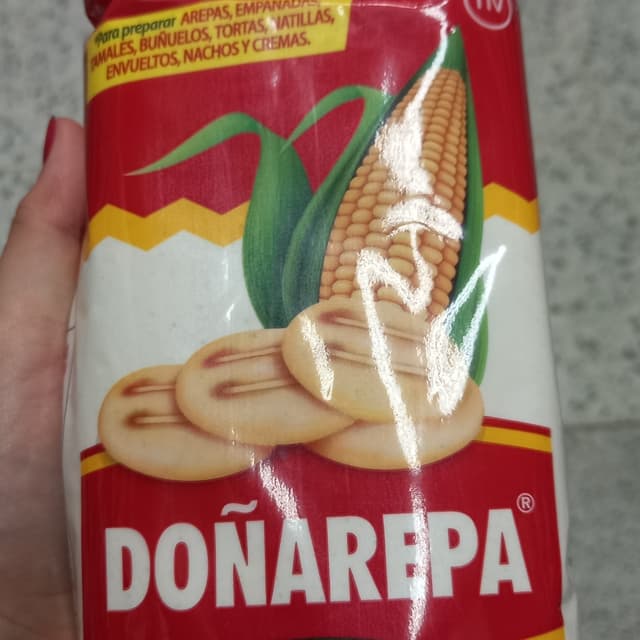 Para preparar AREPAS, EMPANADAS,
TAMALES, BUÑUELOS, TORTAS, NATILLAS,
ENVUELTOS, NACHOS Y CREMAS.
DOÑAREPA®